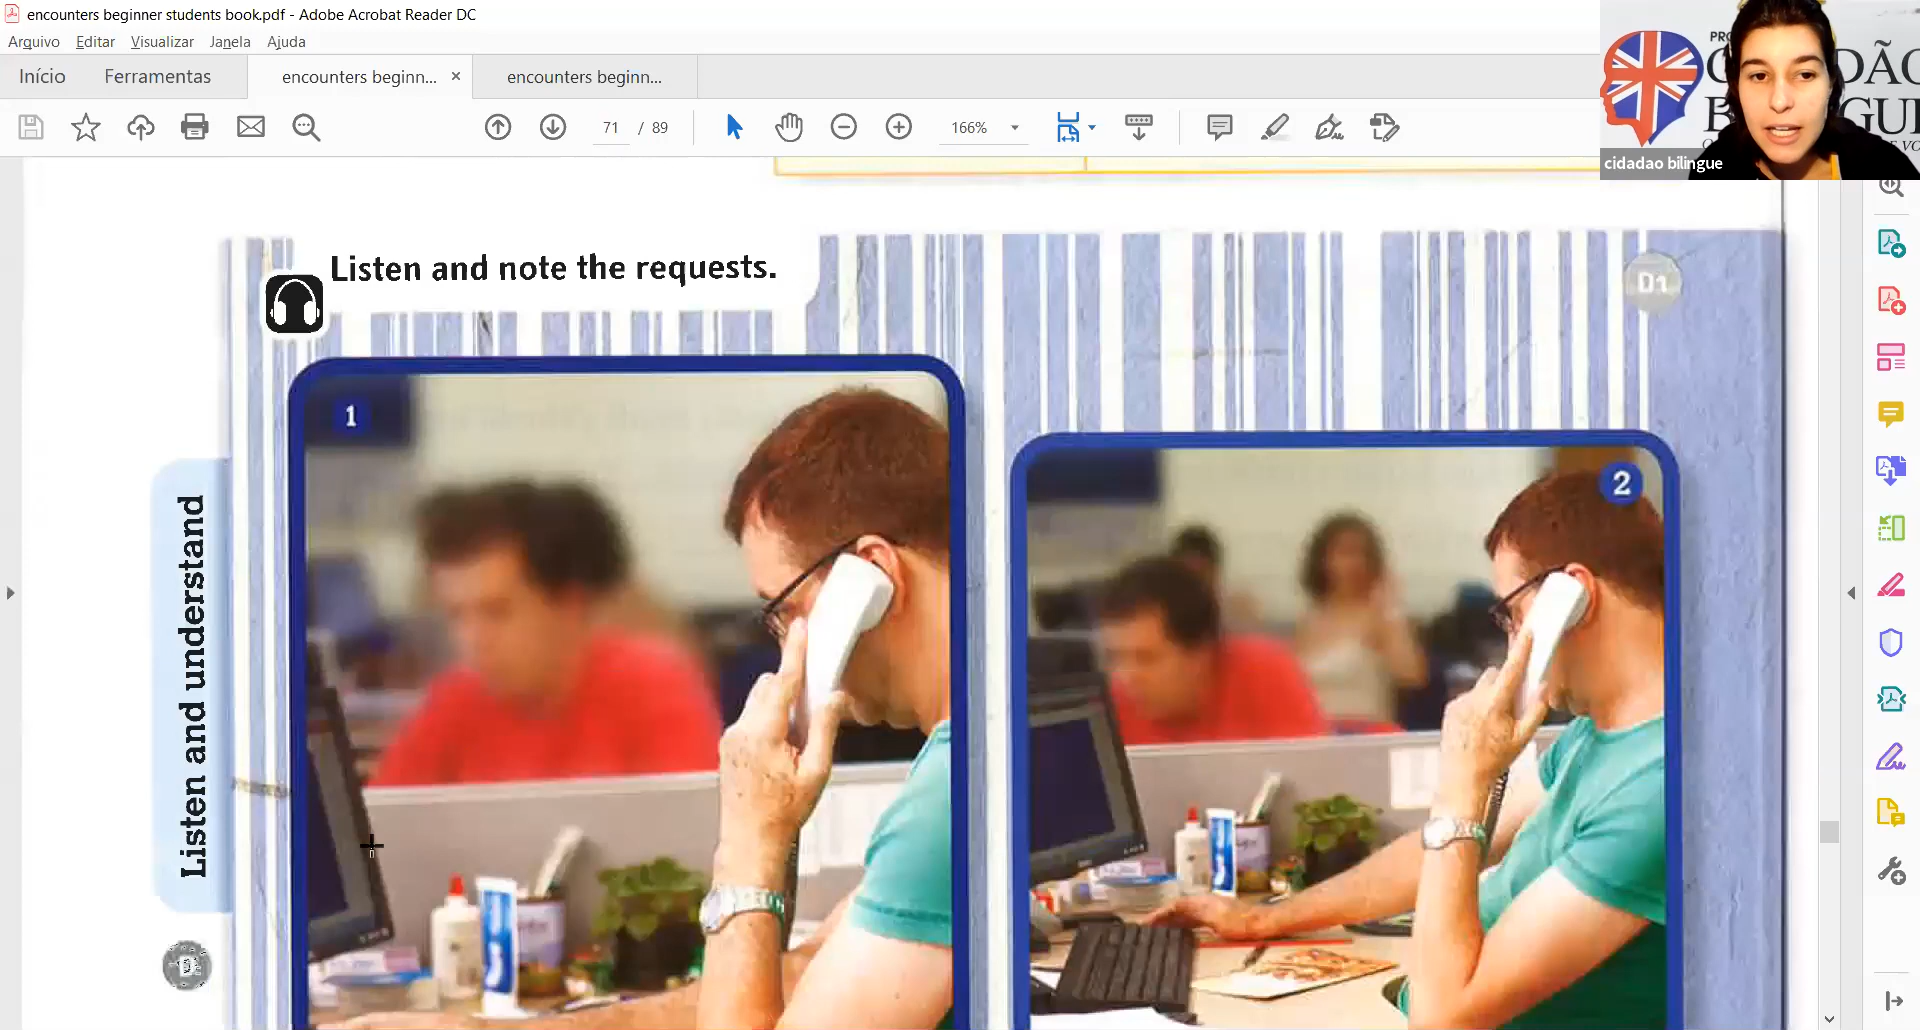 encounters beginner students book.pdf - Adobe Acrobat Reader DC
Arquivo Editar Visualizar Janela Ajuda
Início Ferramentas encounters beginn... × encounters beginn...
71 / 89 166%
cidadao bilingue
Listen and note the requests.
D1
1
2
Listen and understand